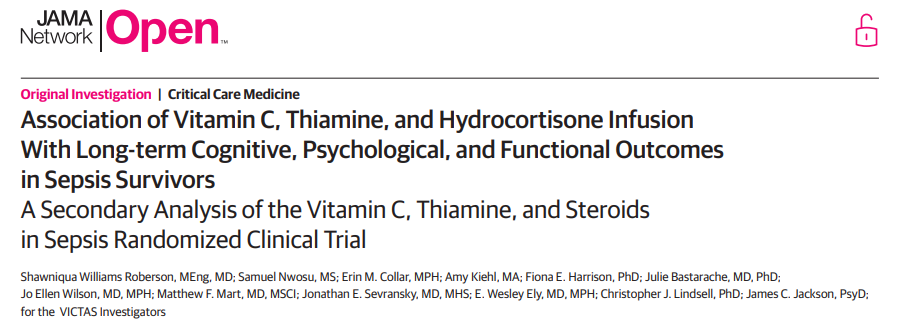 JAMA Network | Open™
Original Investigation | Critical Care Medicine
Association of Vitamin C, Thiamine, and Hydrocortisone Infusion
With Long-term Cognitive, Psychological, and Functional Outcomes
in Sepsis Survivors
A Secondary Analysis of the Vitamin C, Thiamine, and Steroids
in Sepsis Randomized Clinical Trial
Shawniqua Williams Roberson, MEng, MD; Samuel Nwosu, MS; Erin M. Collar, MPH; Amy Kiehl, MA; Fiona E. Harrison, PhD; Julie Bastarache, MD, PhD;
Jo Ellen Wilson, MD, MPH; Matthew F. Mart, MD, MSCI; Jonathan E. Sevransky, MD, MHS; E. Wesley Ely, MD, MPH; Christopher J. Lindsell, PhD; James C. Jackson, PsyD;
for the VICTAS Investigators